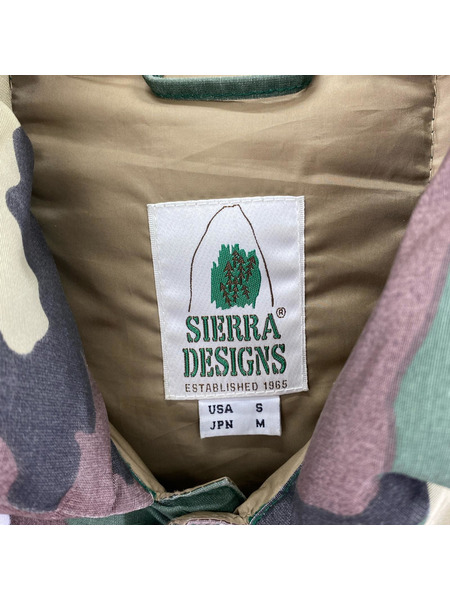 SIERRA®
DESIGNS
ESTABLISHED 1965
USA S
JPN M